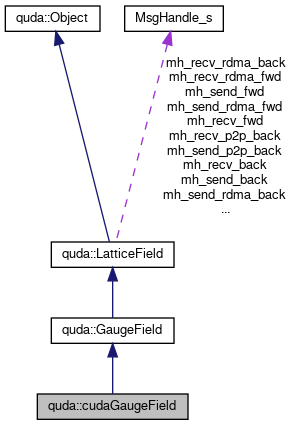 quda::Object
MsgHandle_s
mh_recv_rdma_back
mh_recv_rdma_fwd
mh_send_fwd
mh_send_rdma_fwd
mh_recv_fwd
mh_recv_p2p_back
mh_send_p2p_back
mh_recv_back
mh_send_back
mh_send_rdma_back
...
quda::LatticeField
quda::GaugeField
quda::cudaGaugeField